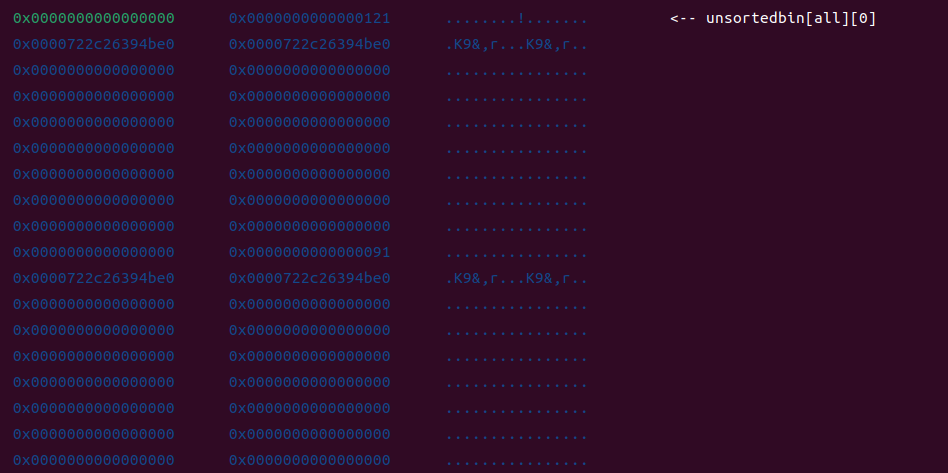 0x0000000000000000 0x0000000000000121 ........!....... <-- unsortedbin[all][0]
0x0000722c26394be0 0x0000722c26394be0 .K9&,r...K9&,r..
0x0000000000000000 0x0000000000000000 ................
0x0000000000000000 0x0000000000000000 ................
0x0000000000000000 0x0000000000000000 ................
0x0000000000000000 0x0000000000000000 ................
0x0000000000000000 0x0000000000000000 ................
0x0000000000000000 0x0000000000000000 ................
0x0000000000000000 0x0000000000000000 ................
0x0000000000000000 0x0000000000000091 ................
0x0000722c26394be0 0x0000722c26394be0 .K9&,r...K9&,r..
0x0000000000000000 0x0000000000000000 ................
0x0000000000000000 0x0000000000000000 ................
0x0000000000000000 0x0000000000000000 ................
0x0000000000000000 0x0000000000000000 ................
0x0000000000000000 0x0000000000000000 ................
0x0000000000000000 0x0000000000000000 ................
0x0000000000000000 0x0000000000000000 ................